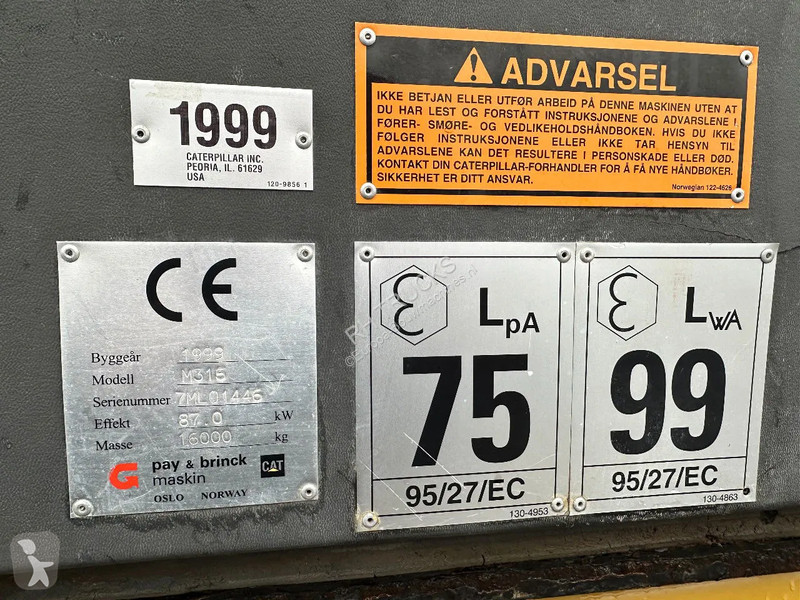 1999
CATERPILLAR INC.
PEORIA, IL. 61629
USA
120-9856 1
ADVARSEL
IKKE BETJAN ELLER UTFØR ARBEID PÅ DENNE MASKINEN UTEN AT
DU HAR LEST OG FORSTÅTT INSTRUKSJONENE OG ADVARSLENE I
FØRER- SMØRE- OG VEDLIKEHOLDSHÅNDBOKEN. HVIS DU IKKE
FØLGER INSTRUKSJONENE ELLER IKKE TAR HENSYN TIL
ADVARSLENE KAN DET RESULTERE I PERSONSKADE ELLER DØD.
KONTAKT DIN CATERPILLAR-FORHANDLER FOR Å FÅ NYE HÅNDBØKER.
SIKKERHET ER DITT ANSVAR.
Norwegian 122-4626
CE
Byggeår 1999
Modell M315
Serienummer 7ML01446
Effekt 87.0 kW
Masse 16000 kg
pay & brinck
maskin
CAT
OSLO NORWAY
ε LpA
75
95/27/EC
130-4953
ε LWA
99
95/27/EC
130-4863